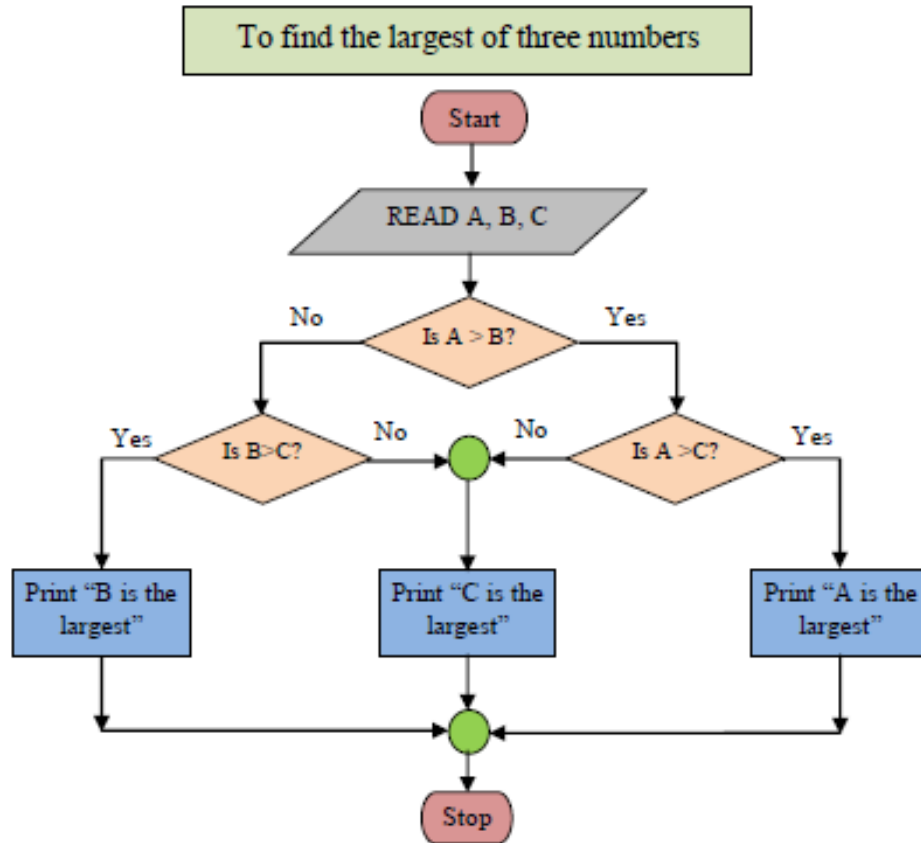 To find the largest of three numbers
Start
READ A, B, C
No
Is A > B?
Yes
Yes
Is B>C?
No
No
Is A >C?
Yes
Print “B is the
largest”
Print “C is the
largest”
Print “A is the
largest”
Stop